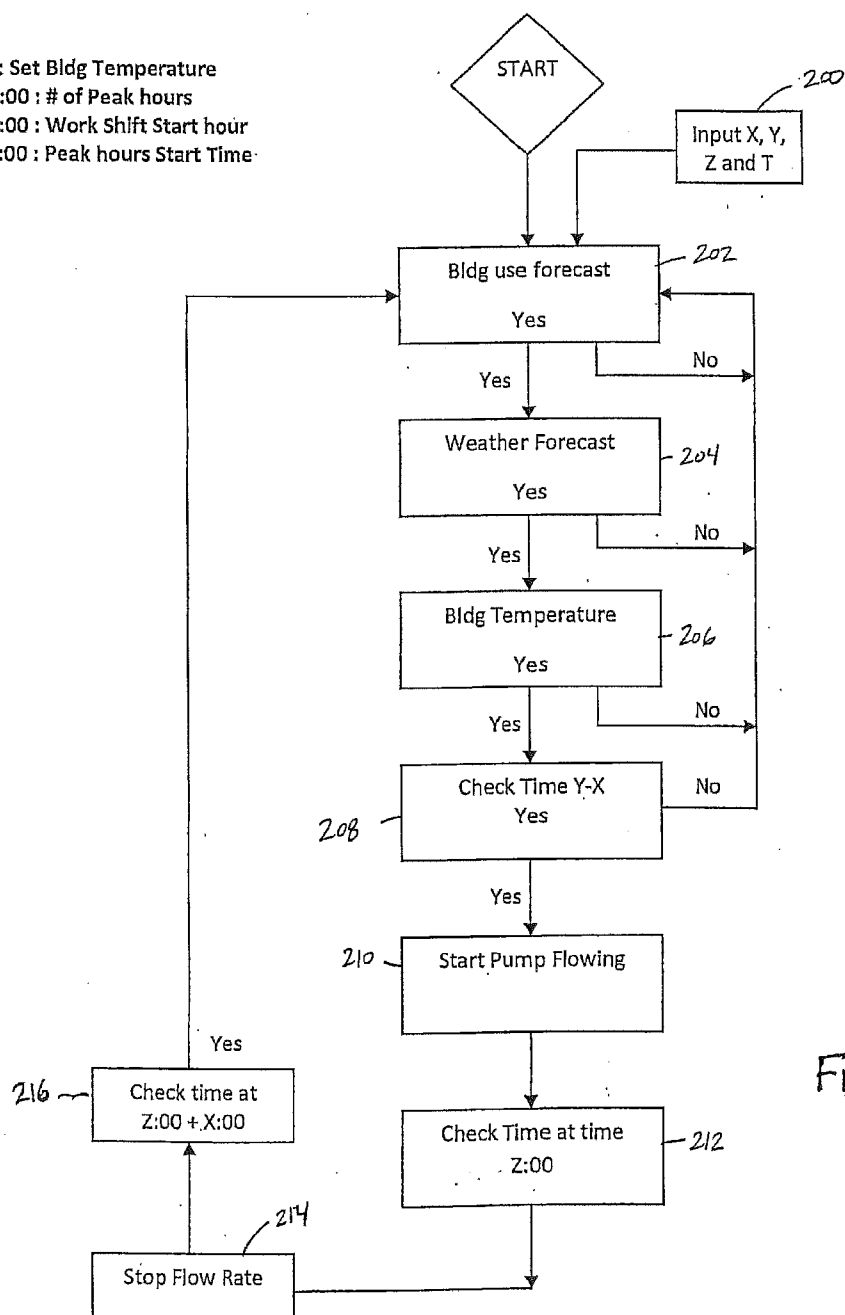 : Set Bldg Temperature
:00 : # of Peak hours
:00 : Work Shift Start hour
:00 : Peak hours Start Time
START
200
Input X, Y,
Z and T
Bldg use forecast
Yes
202
No
Yes
Weather Forecast
Yes
204
No
Yes
Bldg Temperature
Yes
206
No
Yes
Check Time Y-X
Yes
No
208
Yes
210
Start Pump Flowing
Yes
216
Check time at
Z:00 + X:00
Check Time at time
Z:00
212
214
Stop Flow Rate